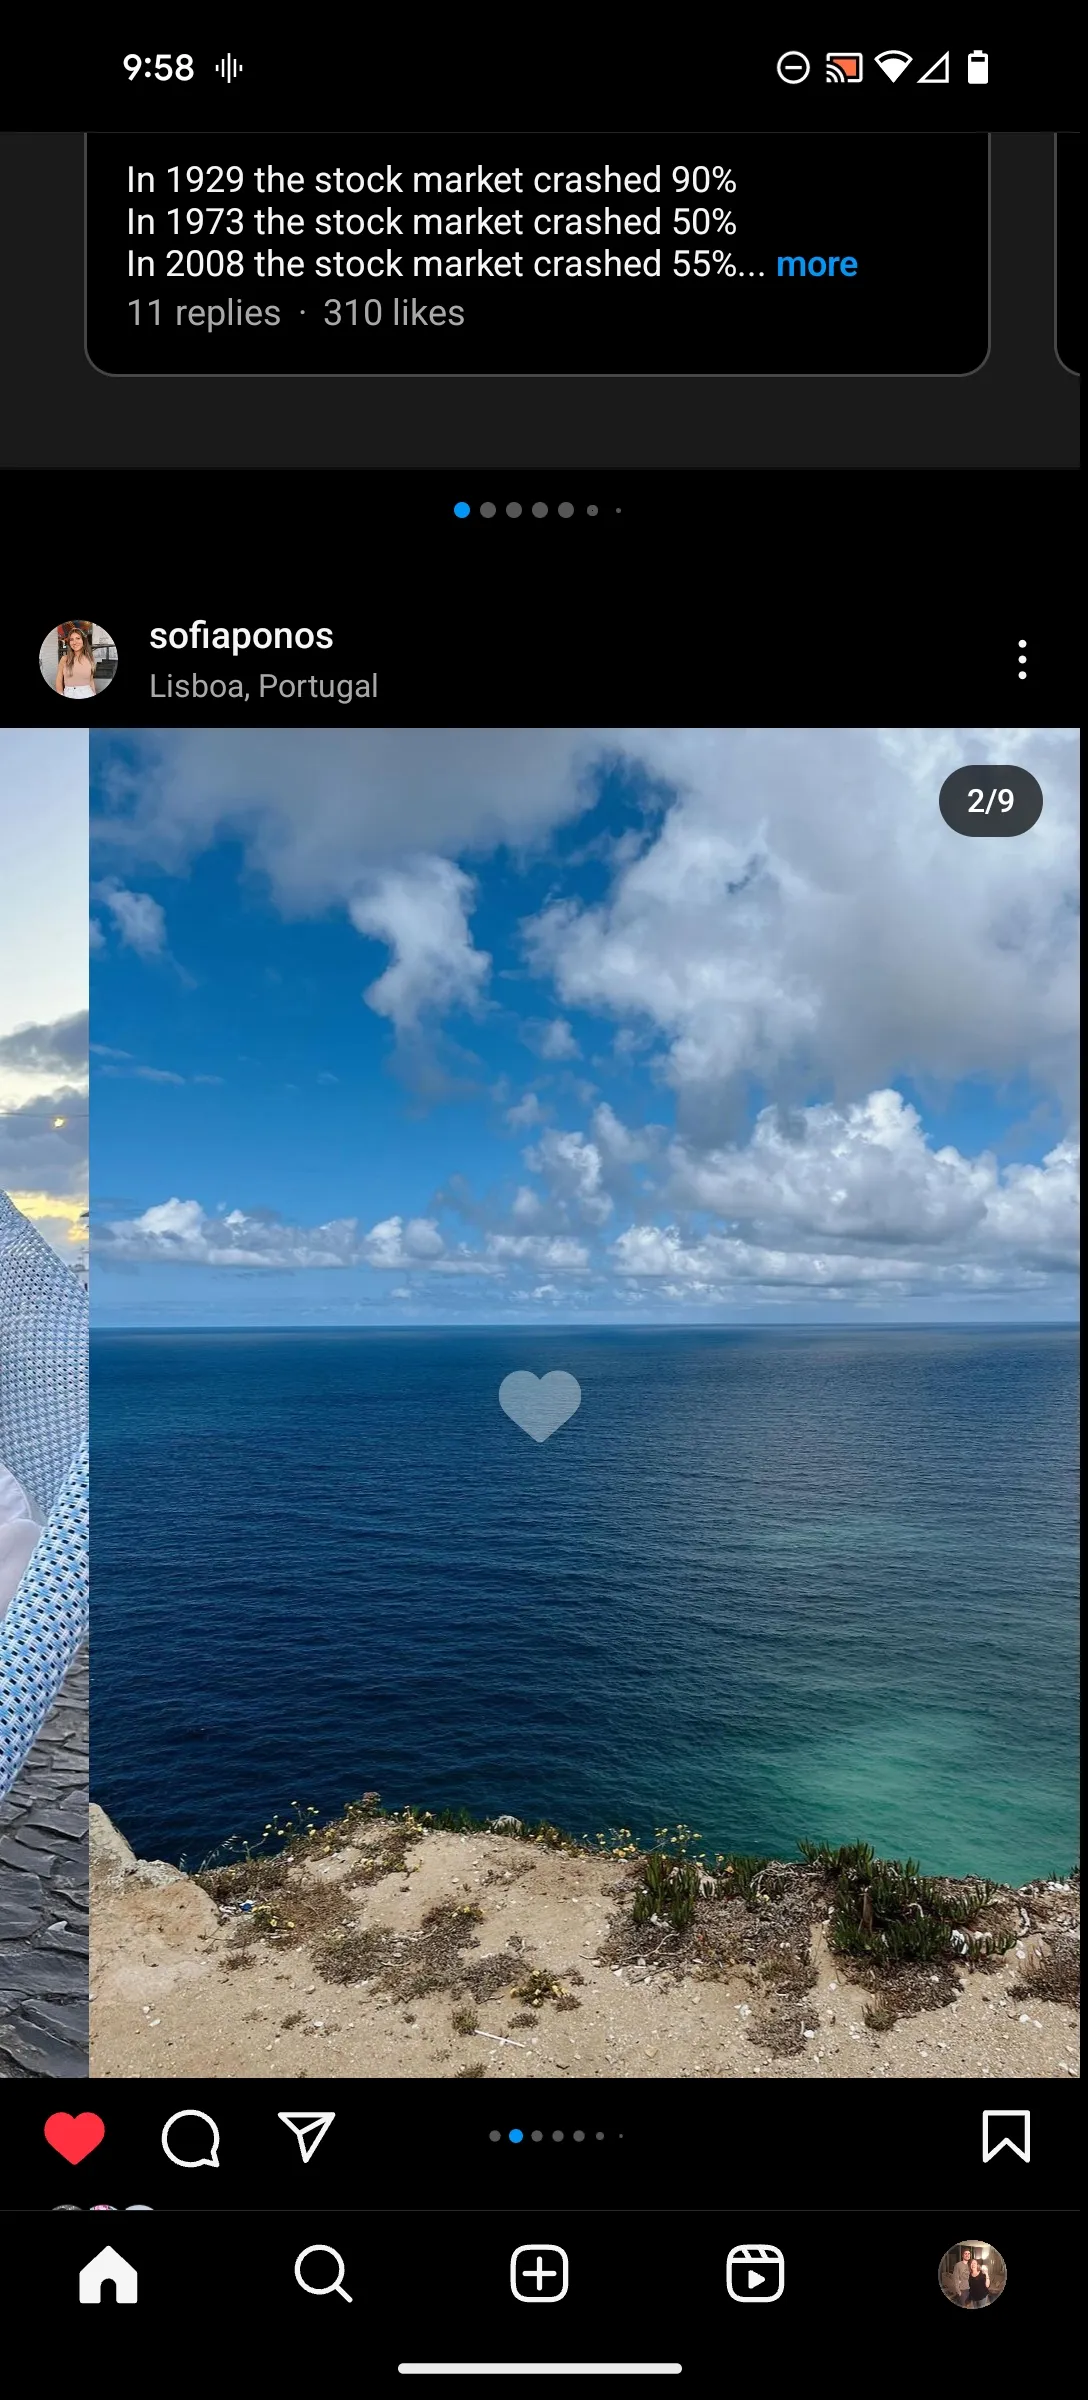 9:58
In 1929 the stock market crashed 90%
In 1973 the stock market crashed 50%
In 2008 the stock market crashed 55%... more
11 replies · 310 likes
sofiaponos
Lisboa, Portugal
2/9